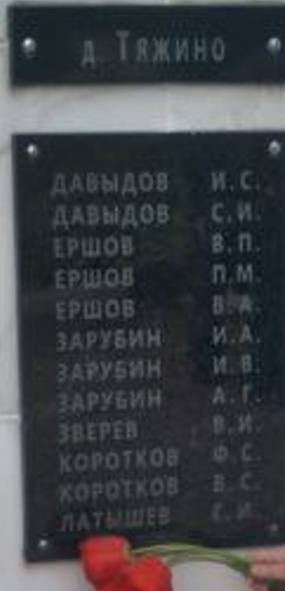 д. Тяжино
ДАВЫДОВ И.С.
ДАВЫДОВ С.И.
ЕРШОВ В.П.
ЕРШОВ П.М.
ЕРШОВ В.А.
ЗАРУБИН И.А.
ЗАРУБИН И.В.
ЗАРУБИН А.Г.
ЗВЕРЕВ В.И.
КОРОТКОВ Ф.С.
КОРОТКОВ В.С.
ЛАТЫШЕВ